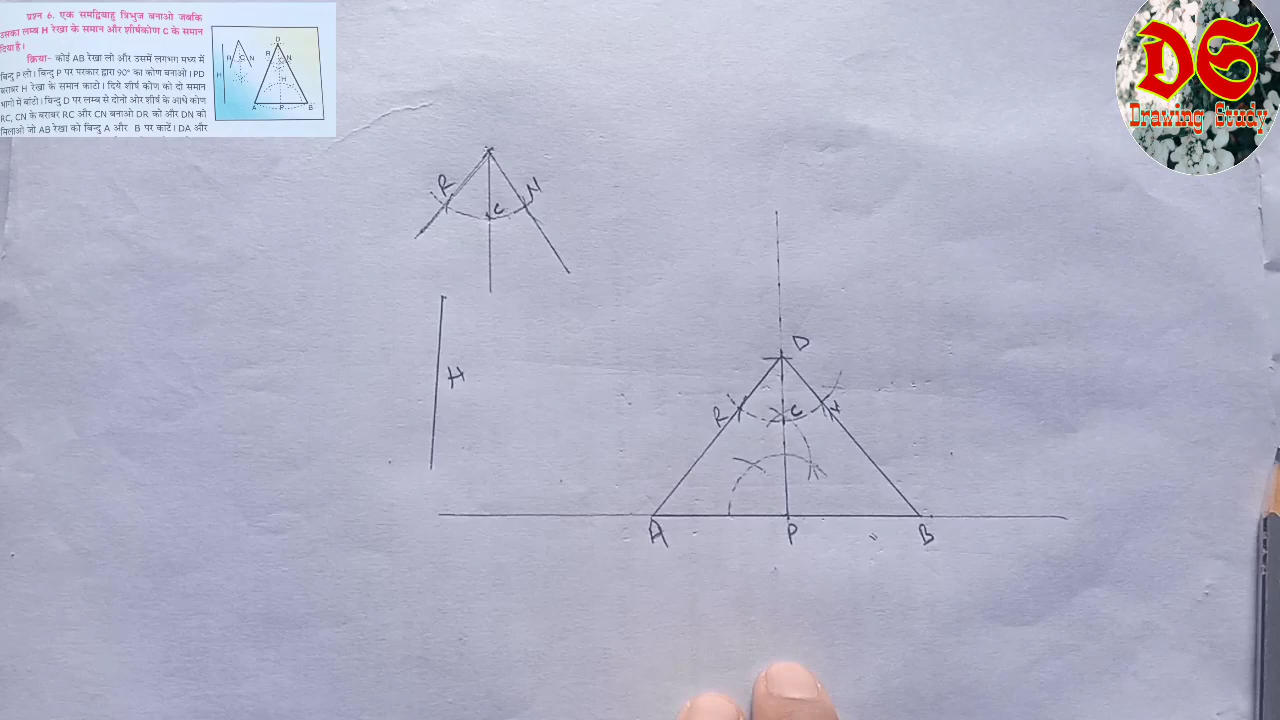 प्रश्न 6. एक समद्विबाहु त्रिभुज बनाओ जबकि
उसका लम्ब H रेखा के समान और शीर्षकोण C के समान
दिया है।
क्रिया- कोई AB रेखा लो और उसमें लगभग मध्य में
बिन्दु P लो। बिन्दु P पर परकार द्वारा 90° का कोण बनाओ। PD
बराबर H रेखा के समान काटो। दिये शीर्ष कोण को दो समान
भागों में बांटो। बिन्दु D पर लम्ब से दोनों ओर शीर्ष के आधे कोण
RC, CN के बराबर RC और CN बनाओ DR को और DN को
मिलाओ जो AB रेखा को बिन्दु A और B पर काटें। DA और
H
R
C
N
D
R
N
C
H
A
P
B
DS
Drawing Study
R
N
C
H
D
R
C
N
A
P
B